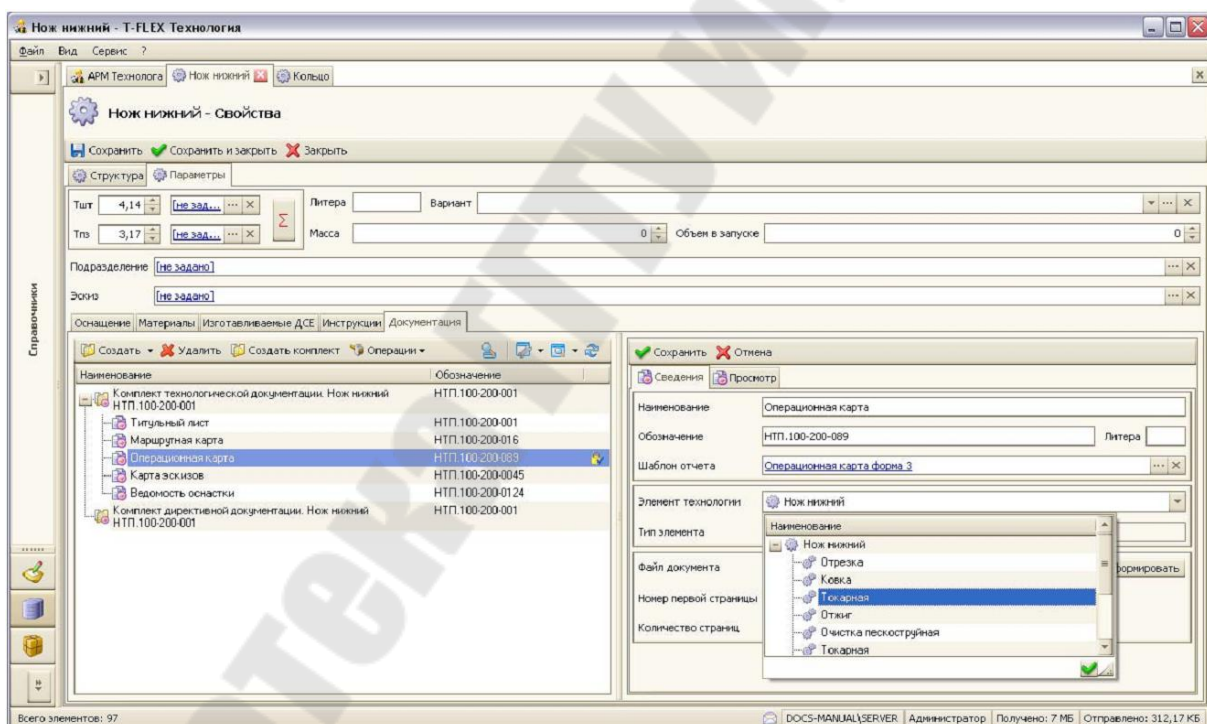 Нож нижний - T-FLEX Технология
Файл Вид Сервис ?
АРМ Технолога Нож нижний Кольцо
Нож нижний - Свойства
Сохранить Сохранить и закрыть Закрыть
Структура Параметры
Тшт 4,14 [не зад... ... Σ Литера Вариант ...
Тпз 3,17 [не зад... ... Масса 0 Объем в запуске 0
Подразделение [не задано] ...
Эскиз [не задано] ...
Справочники
Оснащение Материалы Изготавливаемые ДСЕ Инструкции Документация
Создать Удалить Создать комплект Операции
Наименование Обозначение
Комплект технологической документации. Нож нижний НТП.100-200-001
НТП.100-200-001
Титульный лист НТП.100-200-001
Маршрутная карта НТП.100-200-016
Операционная карта НТП.100-200-089
Карта эскизов НТП.100-200-0045
Ведомость оснастки НТП.100-200-0124
Комплект директивной документации. Нож нижний НТП.100-200-001
НТП.100-200-001
Сохранить Отмена
Сведения Просмотр
Наименование Операционная карта
Обозначение НТП.100-200-089 Литера
Шаблон отчета Операционная карта форма 3 ...
Элемент технологии Нож нижний
Тип элемента
Наименование
Нож нижний
Отрезка
Файл документа
Ковка
формировать
Номер первой страницы
Токарная
Отжиг
Количество страниц
Очистка пескоструйная
Токарная
Всего элементов: 97 DOCS-MANUAL\SERVER Администратор Получено: 7 МБ Отправлено: 312,17 КБ